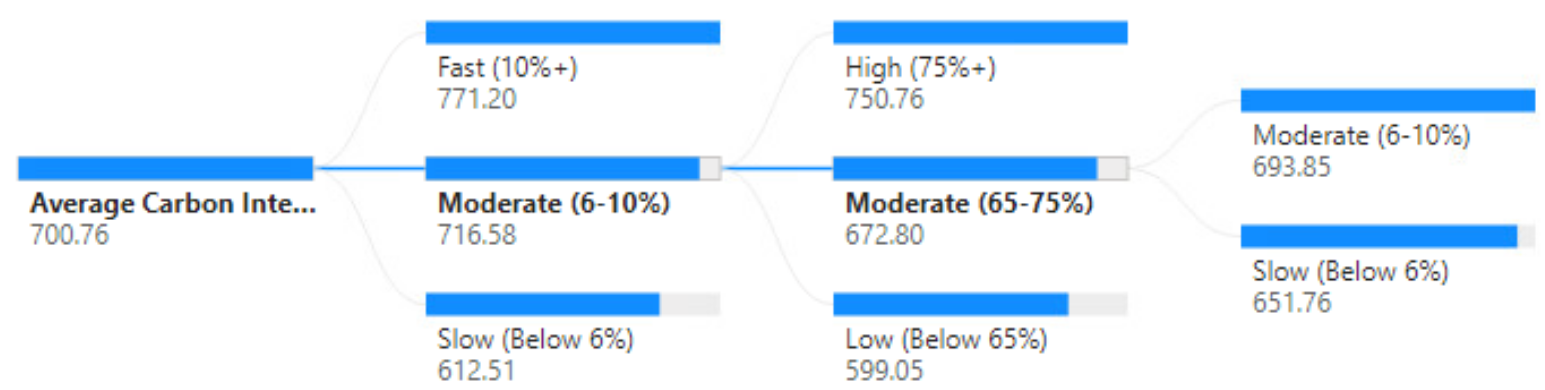 Average Carbon Inte...
700.76
Fast (10%+)
771.20
Moderate (6-10%)
716.58
Slow (Below 6%)
612.51
High (75%+)
750.76
Moderate (65-75%)
672.80
Low (Below 65%)
599.05
Moderate (6-10%)
693.85
Slow (Below 6%)
651.76